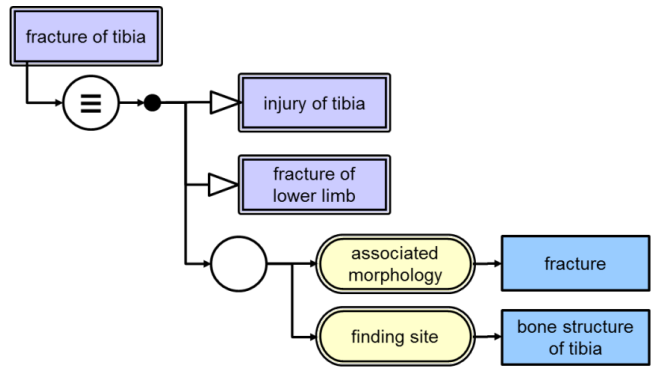 fracture of tibia
injury of tibia
fracture of
lower limb
associated
morphology
fracture
finding site
bone structure
of tibia